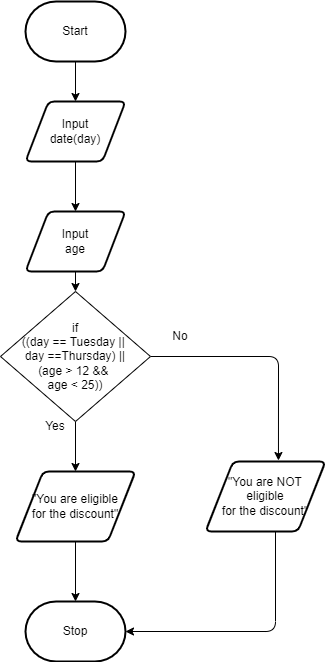 Start
Input
date(day)
Input
age
if
((day == Tuesday ||
day ==Thursday) ||
(age > 12 &&
age < 25))
No
Yes
"You are eligible
for the discount"
"You are NOT
eligible
for the discount"
Stop